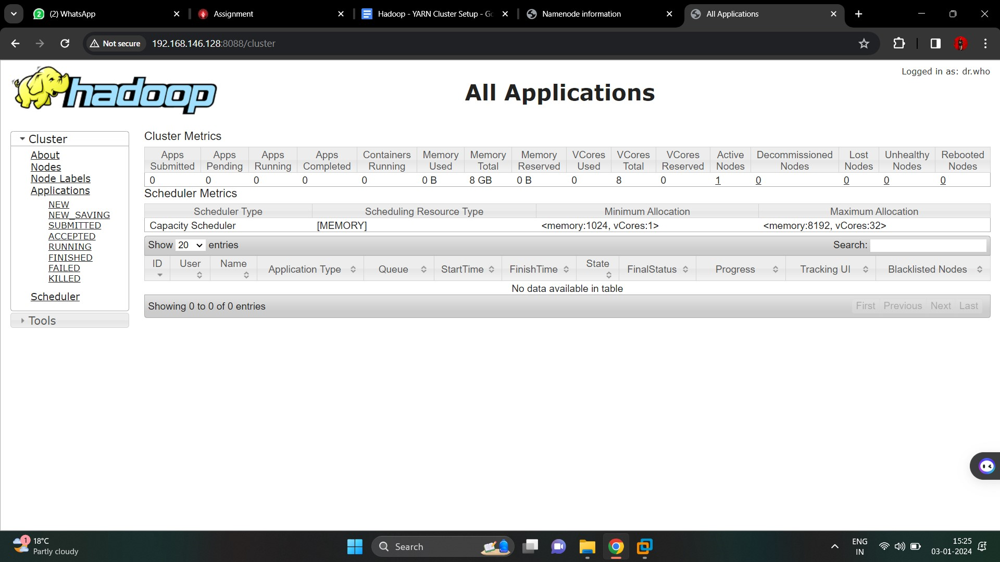 2 (2) WhatsApp
Assignment
Hadoop - YARN Cluster Setup - Go
Namenode information
All Applications
Not secure 192.168.146.128:8088/cluster
Logged in as: dr.who
hadoop
All Applications
Cluster
About
Nodes
Node Labels
Applications
NEW
NEW_SAVING
SUBMITTED
ACCEPTED
RUNNING
FINISHED
FAILED
KILLED
Scheduler
Tools
Cluster Metrics
Apps Submitted Apps Pending Apps Running Apps Completed Containers Running Memory Used Memory Total Memory Reserved VCores Used VCores Total VCores Reserved Active Nodes Decommissioned Nodes Lost Nodes Unhealthy Nodes Rebooted Nodes
0 0 0 0 0 0 B 8 GB 0 B 0 8 0 1 0 0 0 0
Scheduler Metrics
Scheduler Type Scheduling Resource Type Minimum Allocation Maximum Allocation
Capacity Scheduler [MEMORY] <memory:1024, vCores:1> <memory:8192, vCores:32>
Show 20 entries Search:
ID User Name Application Type Queue StartTime FinishTime State FinalStatus Progress Tracking UI Blacklisted Nodes
No data available in table
Showing 0 to 0 of 0 entries First Previous Next Last
1 18°C
Partly cloudy
Search
ENG
IN
15:25
03-01-2024